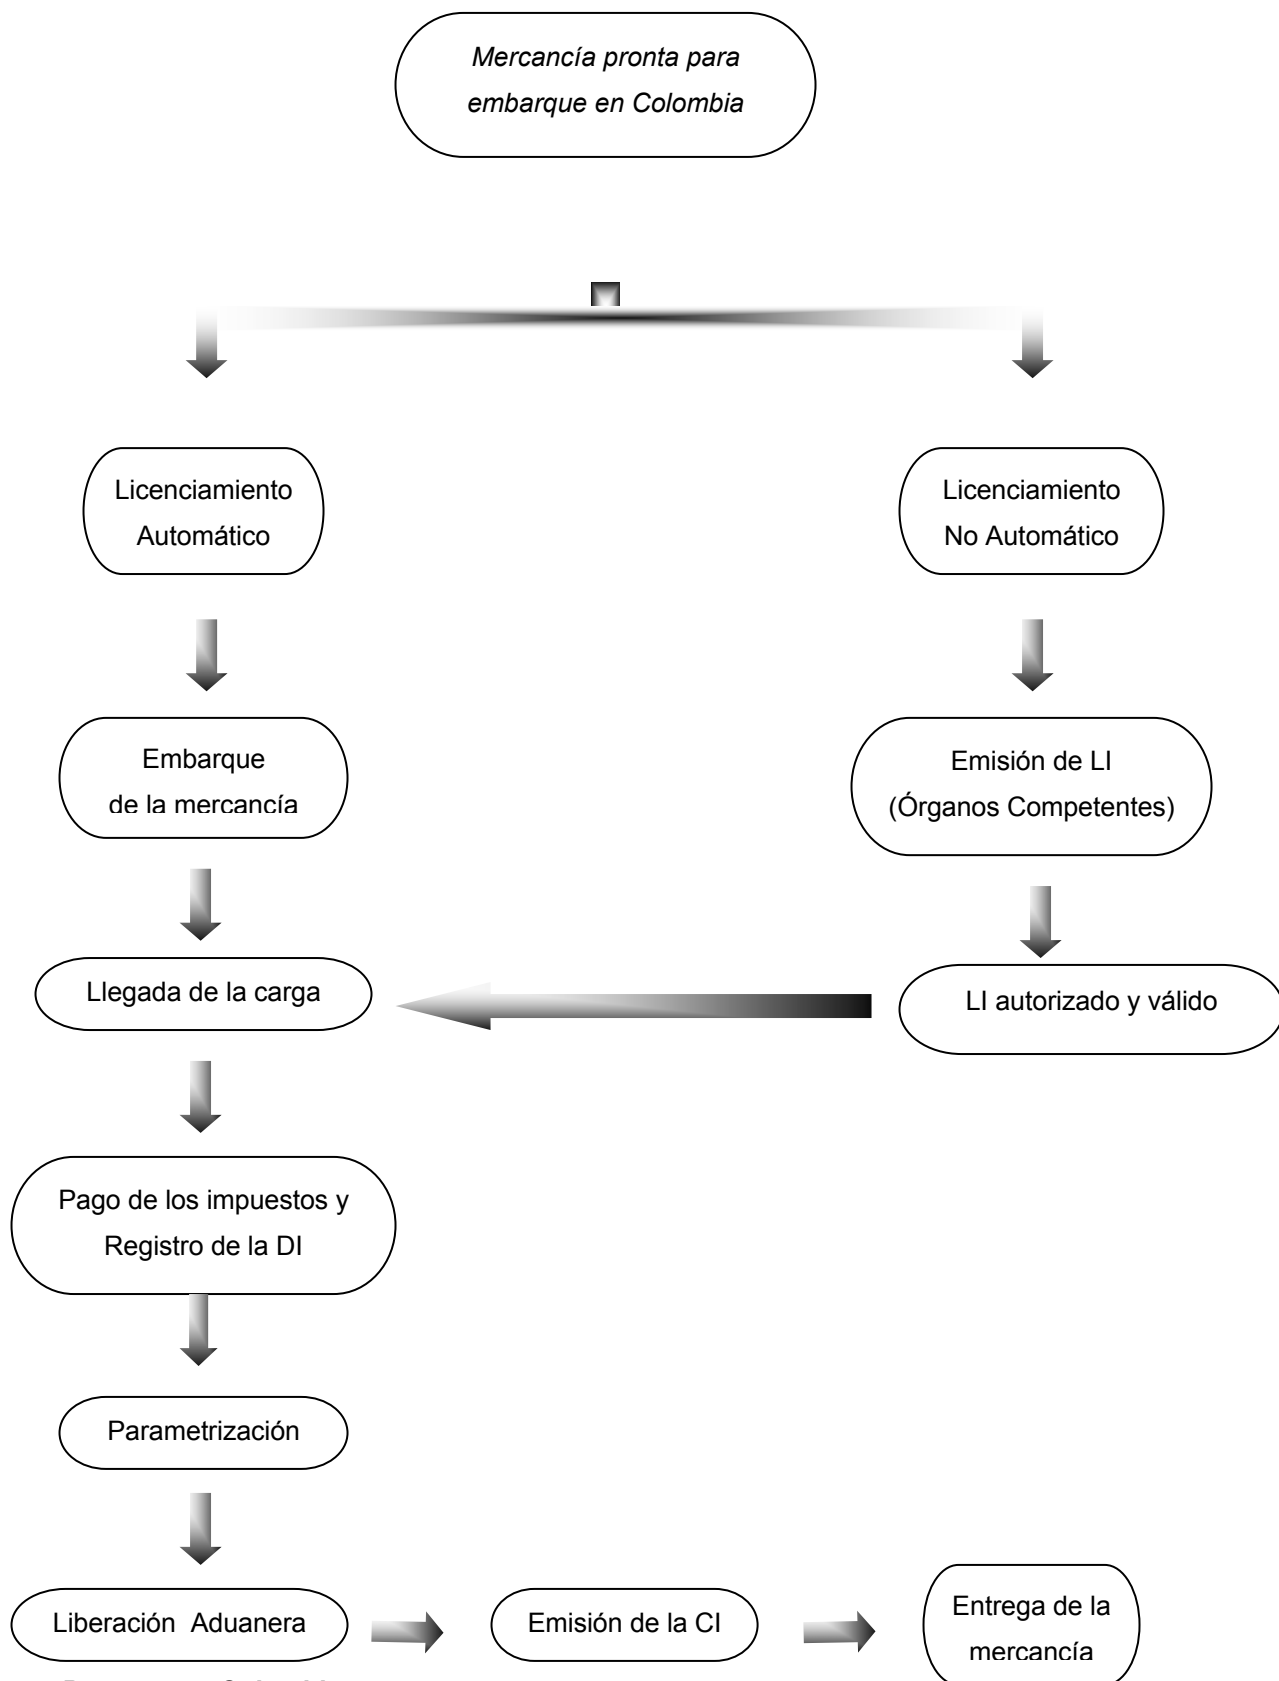 Mercancía pronta para
embarque en Colombia
Licenciamiento
Automático
Licenciamiento
No Automático
Embarque
de la mercancía
Emisión de LI
(Órganos Competentes)
Llegada de la carga
LI autorizado y válido
Pago de los impuestos y
Registro de la DI
Parametrización
Liberación Aduanera
Emisión de la CI
Entrega de la
mercancía